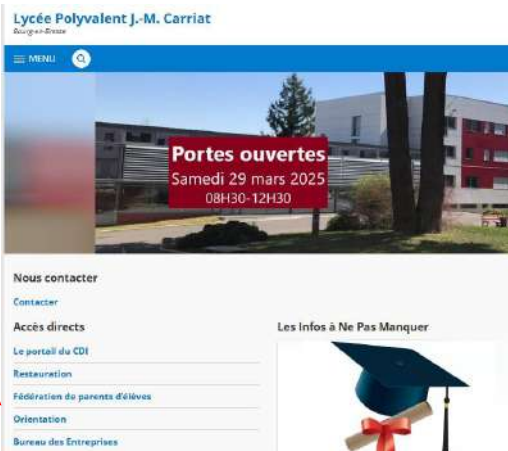 Lycée Polyvalent J.-M. Carriat
Bourg-en-Bresse
MENU
Portes ouvertes
Samedi 29 mars 2025
08H30-12H30
Nous contacter
Contacter
Accès directs
Le portail du CDI
Restauration
Fédération de parents d'élèves
Orientation
Bureau des Entreprises
Les Infos à Ne Pas Manquer